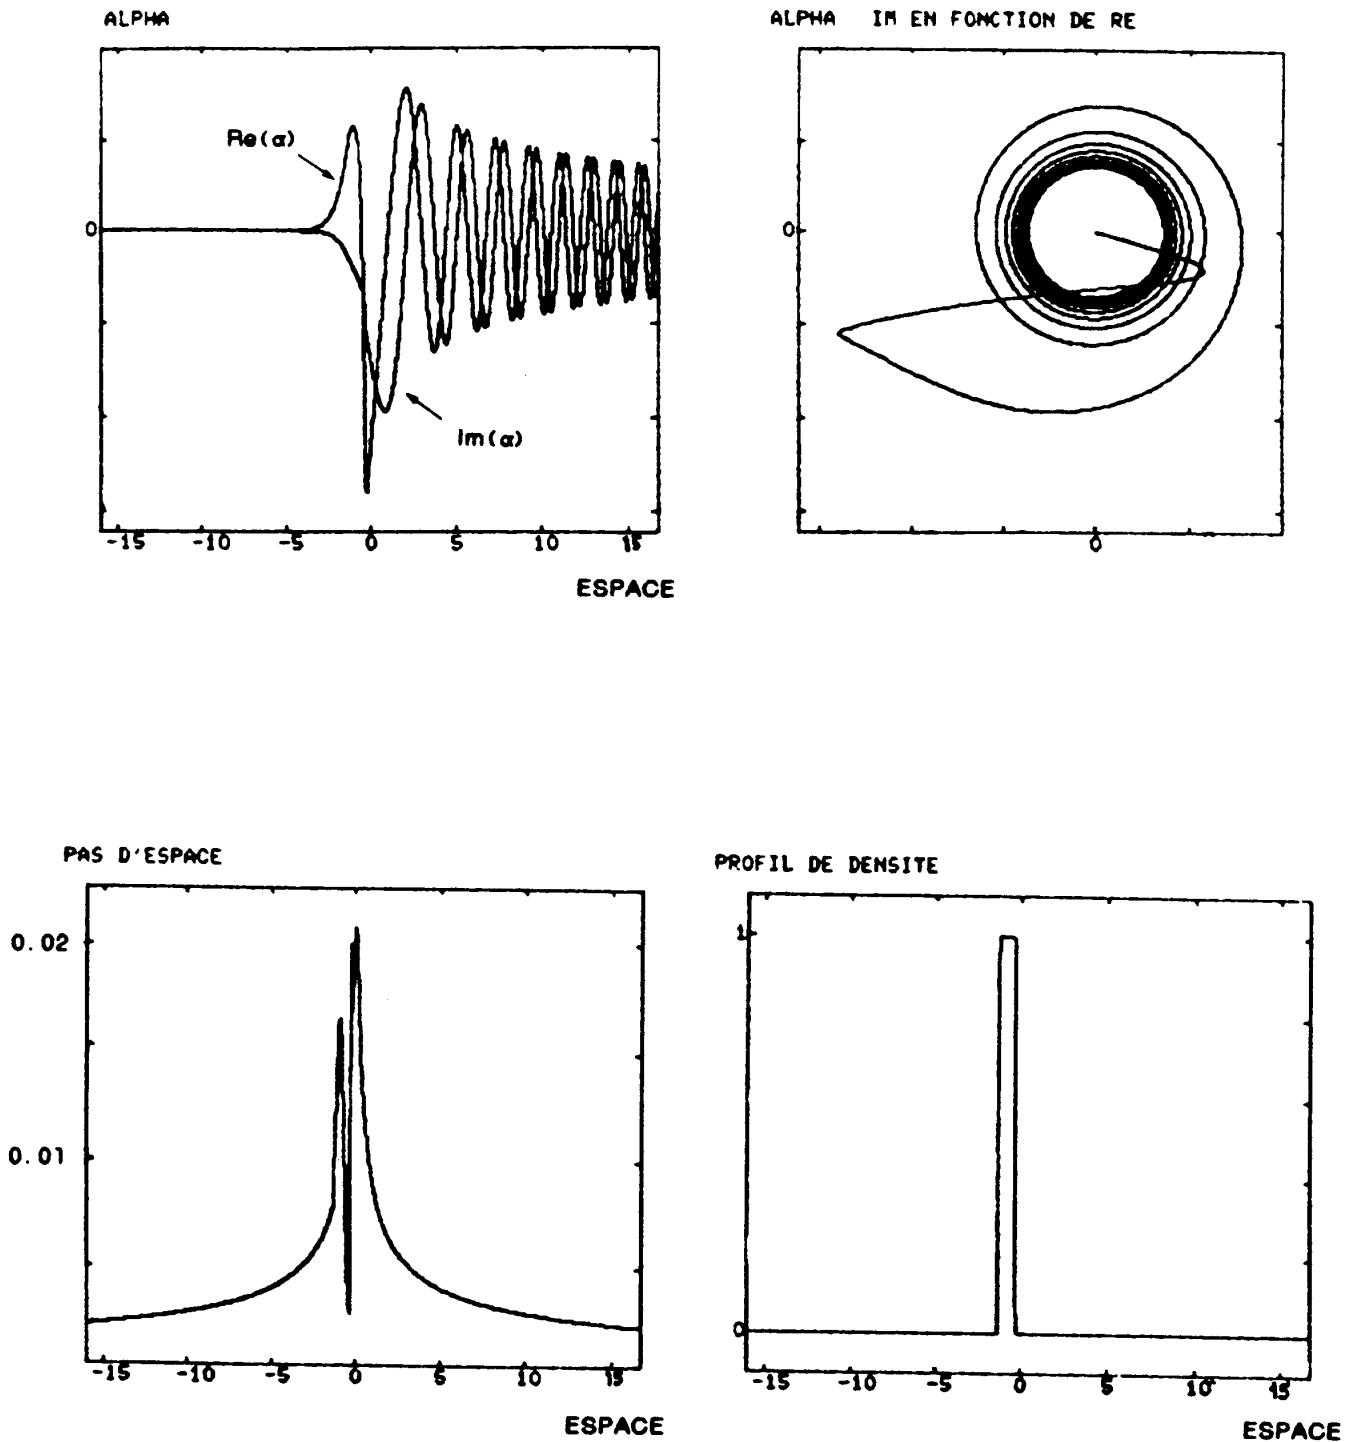 ALPHA
Re(α)
Im(α)
0
-15 -10 -5 0 5 10 15
ESPACE
ALPHA IM EN FONCTION DE RE
0
0
PAS D'ESPACE
0.02
0.01
-15 -10 -5 0 5 10 15
ESPACE
PROFIL DE DENSITE
1
0
-15 -10 -5 0 5 10 15
ESPACE